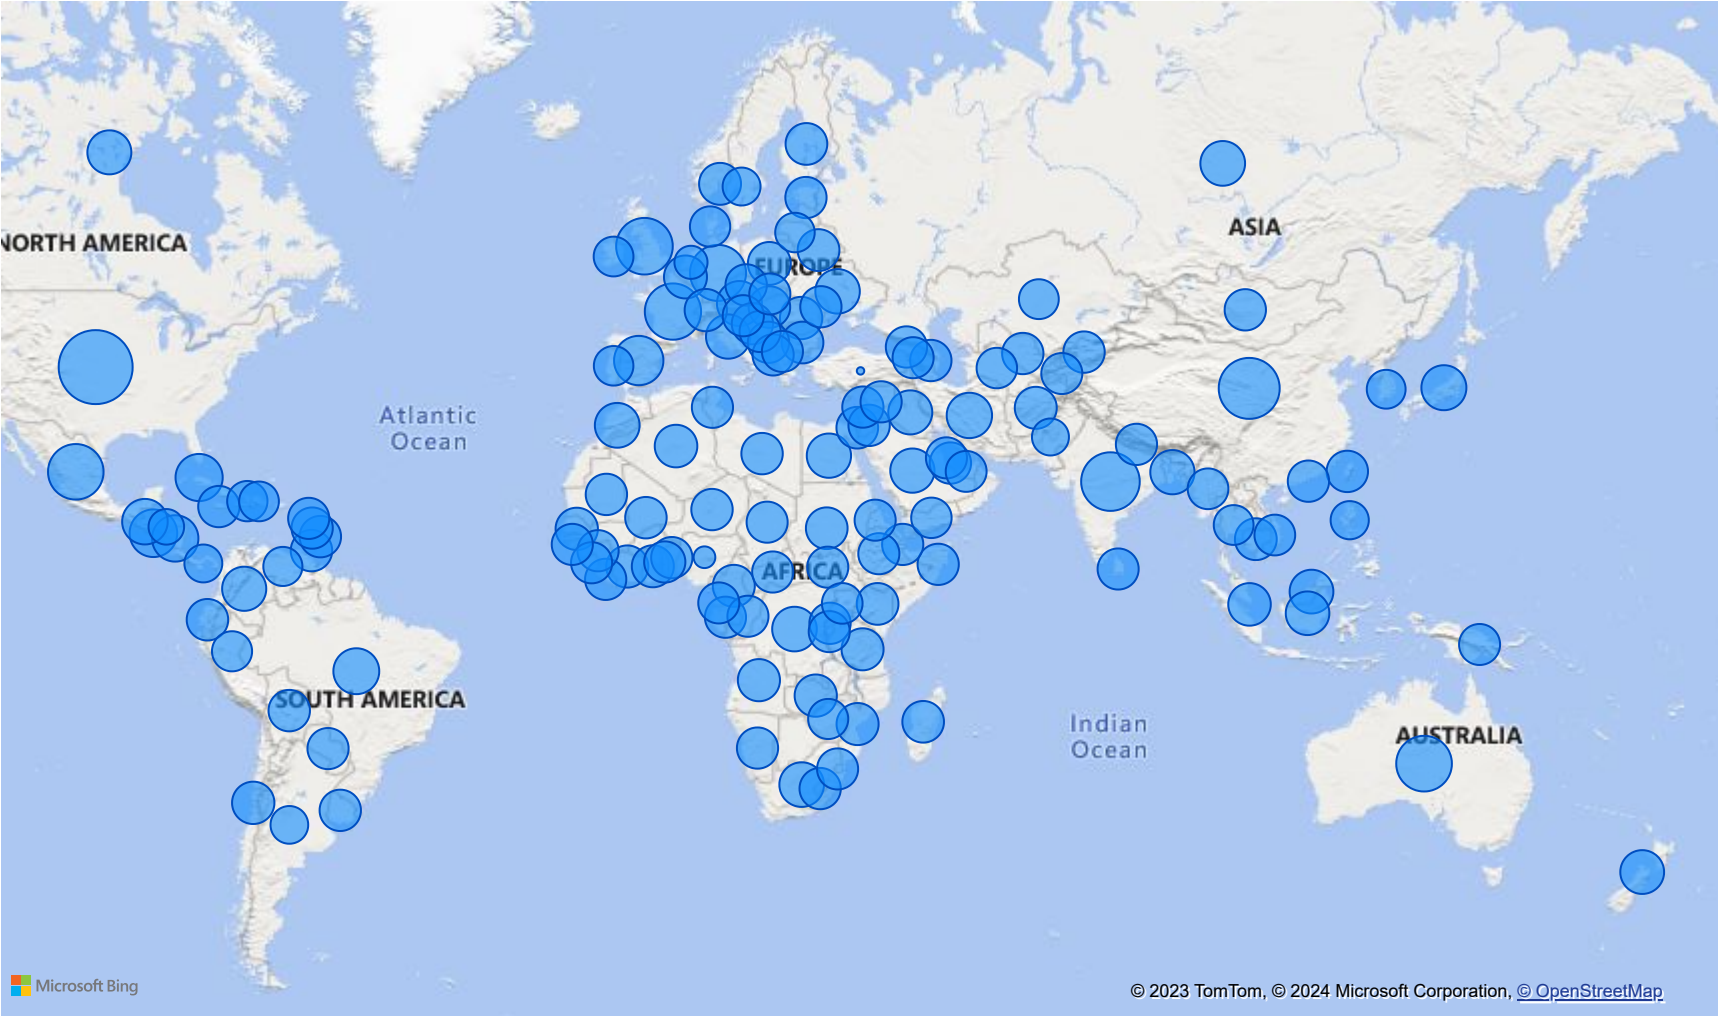 ASIA
NORTH AMERICA
EUROPE
Atlantic
Ocean
AFRICA
SOUTH AMERICA
Indian
Ocean
AUSTRALIA
Microsoft Bing
© 2023 TomTom, © 2024 Microsoft Corporation, © OpenStreetMap